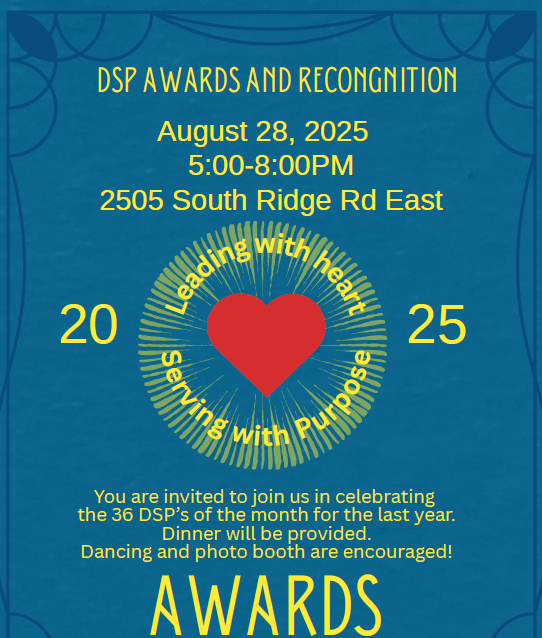 DSP AWARDS AND RECONGNITION
August 28, 2025
5:00-8:00PM
2505 South Ridge Rd East
Leading with heart
20 25
Serving with Purpose
You are invited to join us in celebrating
the 36 DSP’s of the month for the last year.
Dinner will be provided.
Dancing and photo booth are encouraged!
AWARDS